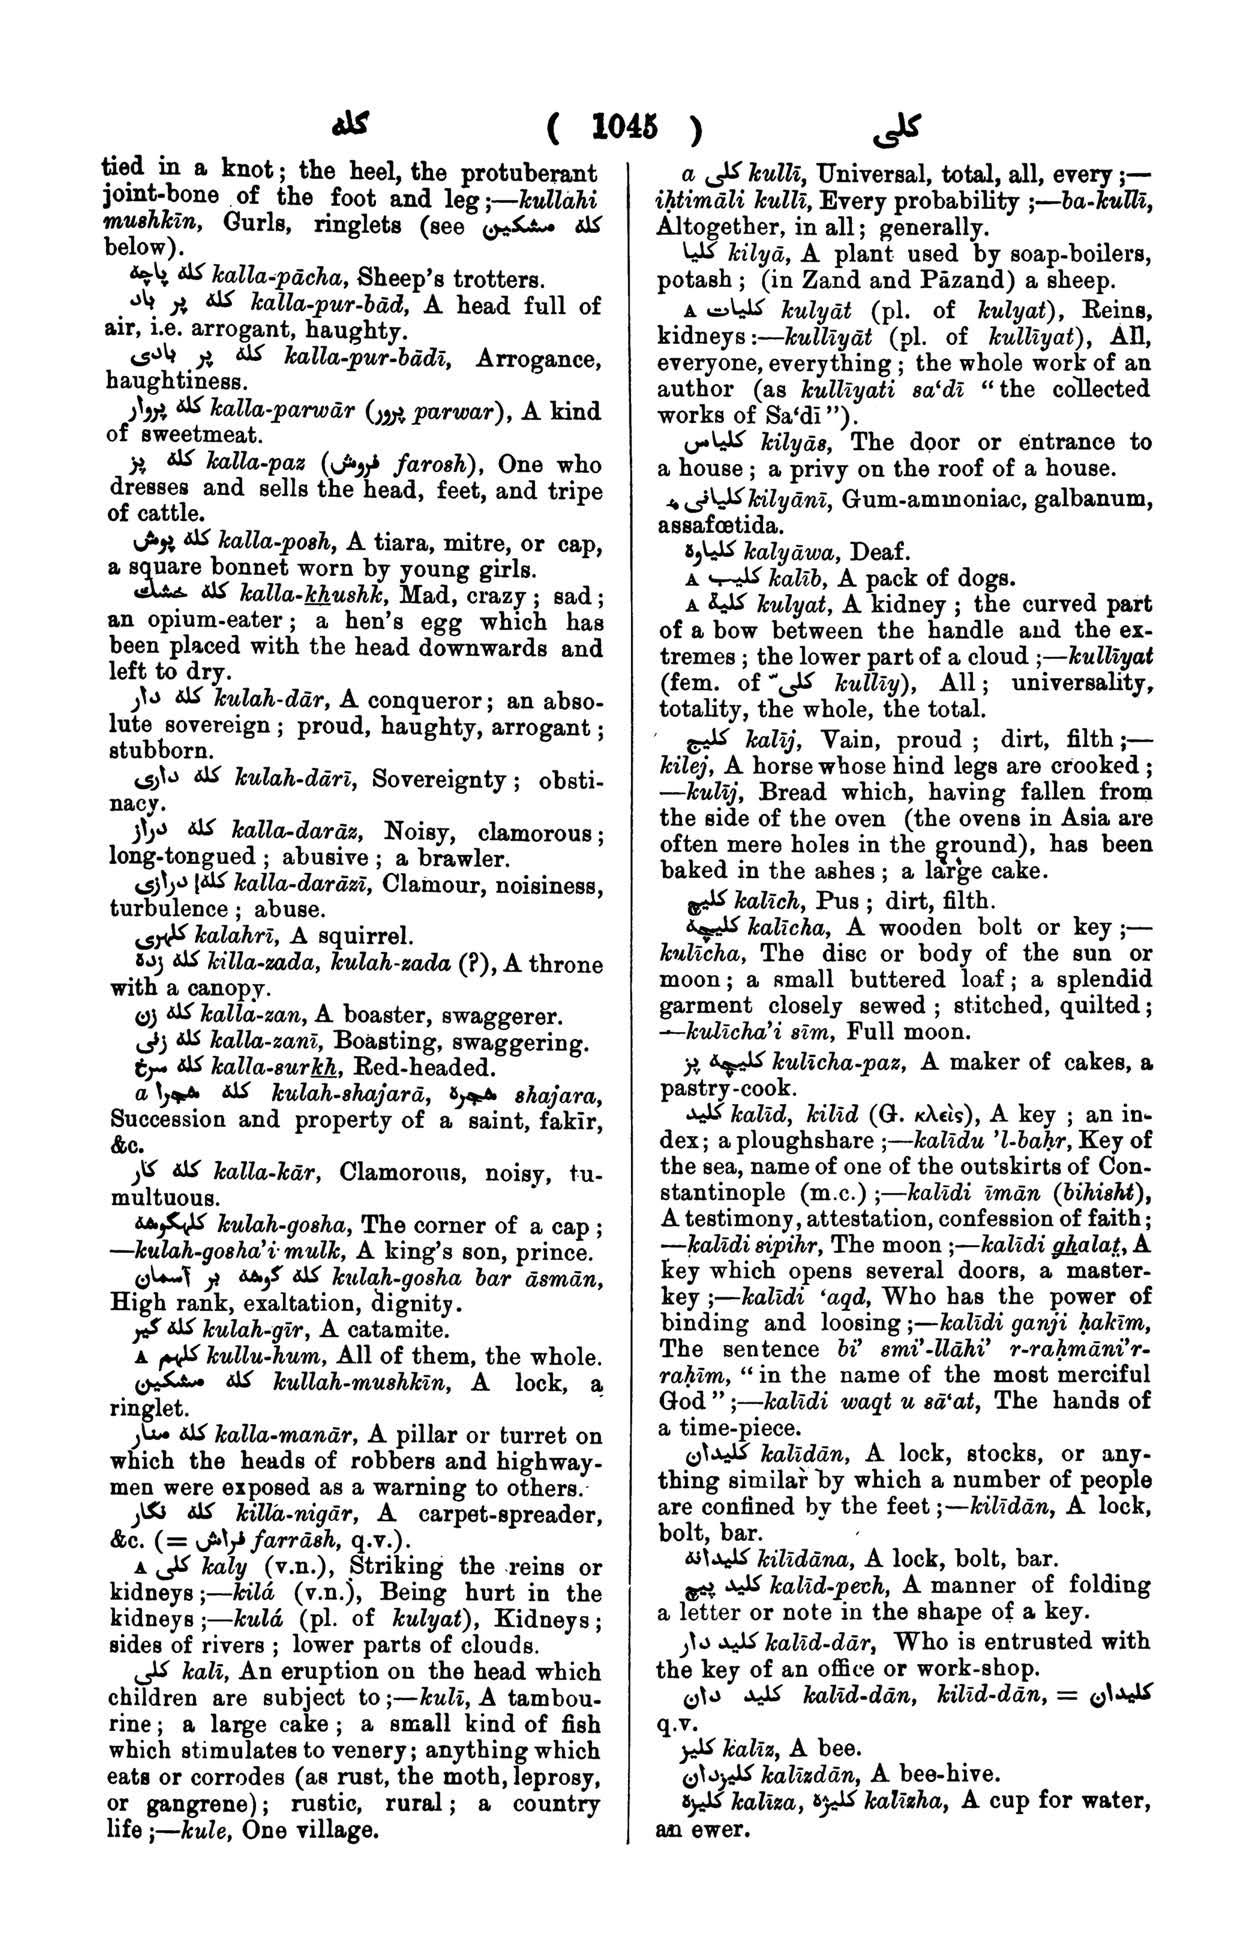 كله ( 1045 ) كلى
tied in a knot; the heel, the protuberant
joint-bone of the foot and leg;—kullahi
mushkīn, Gurls, ringlets (see كلهٔ مشكين
below).
كله پاچه kalla-pācha, Sheep's trotters.
كله پر باد kalla-pur-bād, A head full of
air, i.e. arrogant, haughty.
كله پر بادى kalla-pur-bādī, Arrogance,
haughtiness.
كله پروار kalla-parwār (پرور parwar), A kind
of sweetmeat.
كله پز kalla-paz (فروش farosh), One who
dresses and sells the head, feet, and tripe
of cattle.
كله پوش kalla-posh, A tiara, mitre, or cap,
a square bonnet worn by young girls.
كله خشك kalla-khushk, Mad, crazy; sad;
an opium-eater; a hen's egg which has
been placed with the head downwards and
left to dry.
كله دار kulah-dār, A conqueror; an abso-
lute sovereign; proud, haughty, arrogant;
stubborn.
كله دارى kulah-dārī, Sovereignty; obsti-
nacy.
كله دراز kalla-darāz, Noisy, clamorous;
long-tongued; abusive; a brawler.
كله درازى kalla-darāzī, Clamour, noisiness,
turbulence; abuse.
كلهرى kalahrī, A squirrel.
كله زده killa-zada, kulah-zada (?), A throne
with a canopy.
كله زن kalla-zan, A boaster, swaggerer.
كله زنى kalla-zanī, Boasting, swaggering.
كله سرخ kalla-surkh, Red-headed.
a كله شجرا kulah-shajarā, شجره shajara,
Succession and property of a saint, fakīr,
&c.
كله كار kalla-kār, Clamorous, noisy, tu-
multuous.
كلهگوشه kulah-gosha, The corner of a cap;
—kulah-gosha'i mulk, A king's son, prince.
كله گوشه بر آسمان kulah-gosha bar āsmān,
High rank, exaltation, dignity.
كله گير kulah-gīr, A catamite.
A كلهم kullu-hum, All of them, the whole.
كلهٔ مشكين kullah-mushkīn, A lock, a
ringlet.
كله منار kalla-manār, A pillar or turret on
which the heads of robbers and highway-
men were exposed as a warning to others.
كله نگار killa-nigār, A carpet-spreader,
&c. (= فراش farrāsh, q.v.).
A كلى kaly (v.n.), Striking the reins or
kidneys;—kilá (v.n.), Being hurt in the
kidneys;—kulá (pl. of kulyat), Kidneys;
sides of rivers; lower parts of clouds.
كلى kalī, An eruption on the head which
children are subject to;—kulī, A tambou-
rine; a large cake; a small kind of fish
which stimulates to venery; anything which
eats or corrodes (as rust, the moth, leprosy,
or gangrene); rustic, rural; a country
life;—kule, One village.
a كلى kullī, Universal, total, all, every;—
iḥtimāli kullī, Every probability;—ba-kullī,
Altogether, in all; generally.
كليا kilyā, A plant used by soap-boilers,
potash; (in Zand and Pāzand) a sheep.
A كليات kulyāt (pl. of kulyat), Reins,
kidneys:—kullīyāt (pl. of kullīyat), All,
everyone, everything; the whole work of an
author (as kullīyati sa‘dī “the collected
works of Sa‘dī”).
كلياس kilyās, The door or entrance to
a house; a privy on the roof of a house.
كليانى kilyānī, Gum-ammoniac, galbanum,
assafœtida.
كلياوه kalyāwa, Deaf.
A كليب kalīb, A pack of dogs.
A كلية kulyat, A kidney; the curved part
of a bow between the handle and the ex-
tremes; the lower part of a cloud;—kullīyat
(fem. of كلىّ kullīy), All; universality,
totality, the whole, the total.
كليج kalīj, Vain, proud; dirt, filth;—
kilej, A horse whose hind legs are crooked;
—kulīj, Bread which, having fallen from
the side of the oven (the ovens in Asia are
often mere holes in the ground), has been
baked in the ashes; a large cake.
كليچ kalīch, Pus; dirt, filth.
كليچه kalīcha, A wooden bolt or key;—
kulīcha, The disc or body of the sun or
moon; a small buttered loaf; a splendid
garment closely sewed; stitched, quilted;
—kulīcha'i sīm, Full moon.
كليچه پز kulīcha-paz, A maker of cakes, a
pastry-cook.
كليد kalīd, kilīd (G. κλεὶς), A key; an in-
dex; a ploughshare;—kalīdu 'l-baḥr, Key of
the sea, name of one of the outskirts of Con-
stantinople (m.c.);—kalīdi īmān (bihisht),
A testimony, attestation, confession of faith;
—kalīdi sipihr, The moon;—kalīdi ghalaṯ, A
key which opens several doors, a master-
key;—kalīdi ‘aqd, Who has the power of
binding and loosing;—kalīdi ganji ḥakīm,
The sentence bi' smi'-llāhi' r-raḥmāni'r-
raḥīm, “in the name of the most merciful
God”;—kalīdi waqt u sā‘at, The hands of
a time-piece.
كليدان kalīdān, A lock, stocks, or any-
thing similar by which a number of people
are confined by the feet;—kilīdān, A lock,
bolt, bar.
كليدانه kilīdāna, A lock, bolt, bar.
كليد پيچ kalīd-pech, A manner of folding
a letter or note in the shape of a key.
كليد دار kalīd-dār, Who is entrusted with
the key of an office or work-shop.
كليد دان kalīd-dān, kilīd-dān, = كليدان
q.v.
كليز kalīz, A bee.
كليزدان kalīzdān, A bee-hive.
كليزه kalīza, كليژه kalīzha, A cup for water,
an ewer.